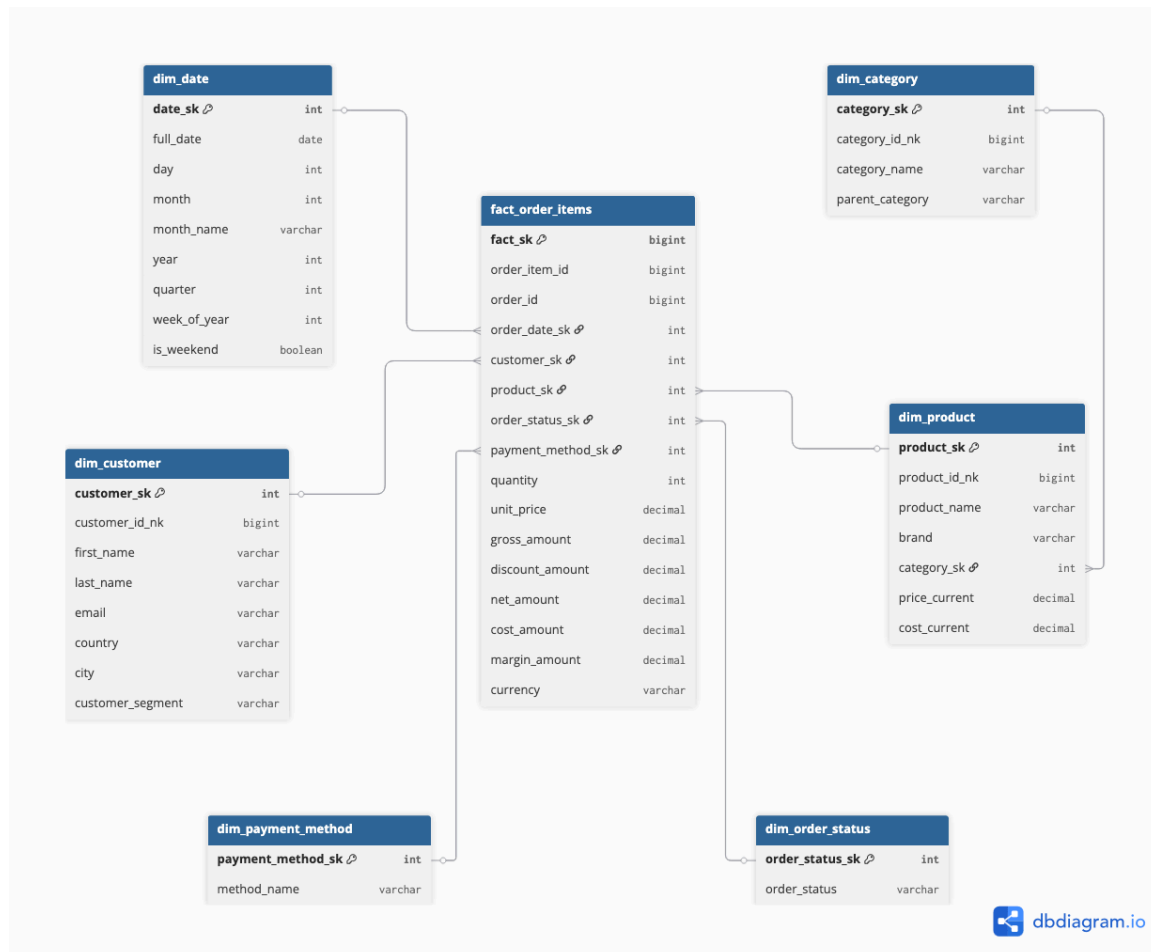 dim_date
date_sk int
full_date date
day int
month int
month_name varchar
year int
quarter int
week_of_year int
is_weekend boolean
dim_category
category_sk int
category_id_nk bigint
category_name varchar
parent_category varchar
fact_order_items
fact_sk bigint
order_item_id bigint
order_id bigint
order_date_sk int
customer_sk int
product_sk int
order_status_sk int
payment_method_sk int
quantity int
unit_price decimal
gross_amount decimal
discount_amount decimal
net_amount decimal
cost_amount decimal
margin_amount decimal
currency varchar
dim_product
product_sk int
product_id_nk bigint
product_name varchar
brand varchar
category_sk int
price_current decimal
cost_current decimal
dim_customer
customer_sk int
customer_id_nk bigint
first_name varchar
last_name varchar
email varchar
country varchar
city varchar
customer_segment varchar
dim_payment_method
payment_method_sk int
method_name varchar
dim_order_status
order_status_sk int
order_status varchar
dbdiagram.io